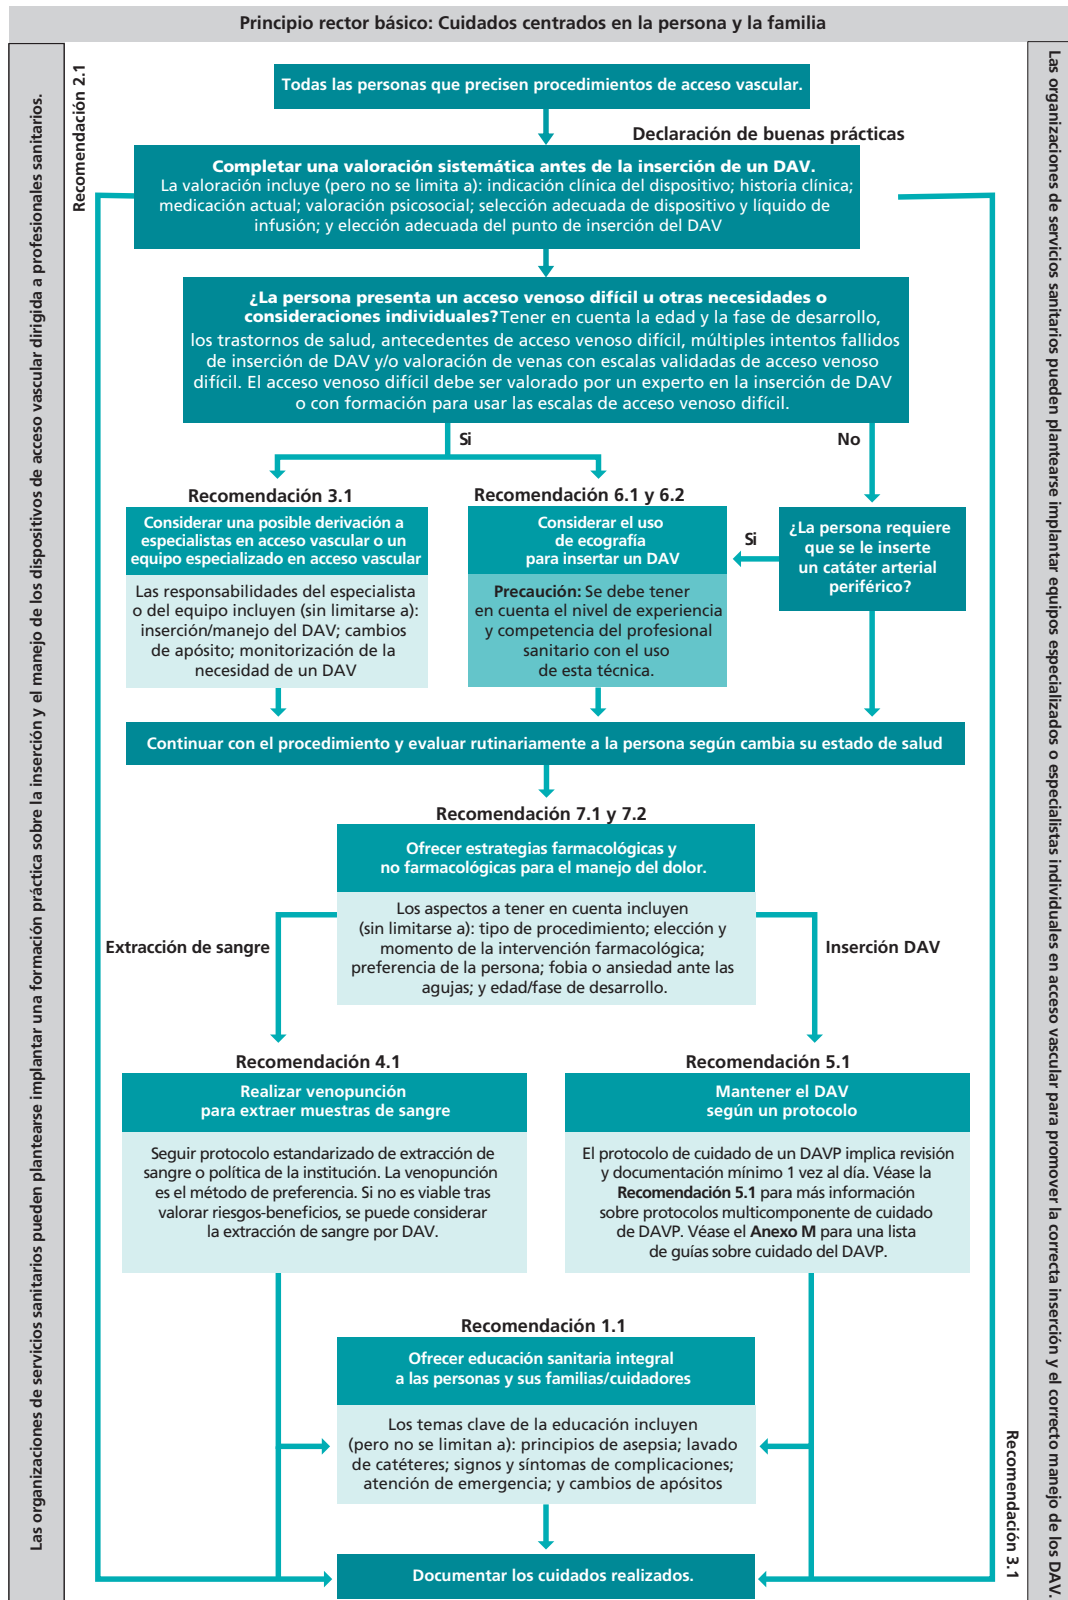 Principio rector básico: Cuidados centrados en la persona y la familia
Las organizaciones de servicios sanitarios pueden plantearse implantar una formación práctica sobre la inserción y el manejo de los dispositivos de acceso vascular dirigida a profesionales sanitarios.
Recomendación 2.1
Todas las personas que precisen procedimientos de acceso vascular.
Declaración de buenas prácticas
Completar una valoración sistemática antes de la inserción de un DAV.
La valoración incluye (pero no se limita a): indicación clínica del dispositivo; historia clínica;
medicación actual; valoración psicosocial; selección adecuada de dispositivo y líquido de
infusión; y elección adecuada del punto de inserción del DAV
¿La persona presenta un acceso venoso difícil u otras necesidades o
consideraciones individuales? Tener en cuenta la edad y la fase de desarrollo,
los trastornos de salud, antecedentes de acceso venoso difícil, múltiples intentos fallidos
de inserción de DAV y/o valoración de venas con escalas validadas de acceso venoso
difícil. El acceso venoso difícil debe ser valorado por un experto en la inserción de DAV
o con formación para usar las escalas de acceso venoso difícil.
Si
No
Recomendación 3.1
Considerar una posible derivación a
especialistas en acceso vascular o un
equipo especializado en acceso vascular
Las responsabilidades del especialista
o del equipo incluyen (sin limitarse a):
inserción/manejo del DAV; cambios
de apósito; monitorización de la
necesidad de un DAV
Recomendación 6.1 y 6.2
Considerar el uso
de ecografía
para insertar un DAV
Precaución: Se debe tener
en cuenta el nivel de experiencia
y competencia del profesional
sanitario con el uso
de esta técnica.
Si
¿La persona requiere
que se le inserte
un catáter arterial
periférico?
Continuar con el procedimiento y evaluar rutinariamente a la persona según cambia su estado de salud
Recomendación 7.1 y 7.2
Ofrecer estrategias farmacológicas y
no farmacológicas para el manejo del dolor.
Los aspectos a tener en cuenta incluyen
(sin limitarse a): tipo de procedimiento; elección y
momento de la intervención farmacológica;
preferencia de la persona; fobia o ansiedad ante las
agujas; y edad/fase de desarrollo.
Extracción de sangre
Inserción DAV
Recomendación 4.1
Realizar venopunción
para extraer muestras de sangre
Seguir protocolo estandarizado de extracción de
sangre o política de la institución. La venopunción
es el método de preferencia. Si no es viable tras
valorar riesgos-beneficios, se puede considerar
la extracción de sangre por DAV.
Recomendación 5.1
Mantener el DAV
según un protocolo
El protocolo de cuidado de un DAVP implica revisión
y documentación mínimo 1 vez al día. Véase la
Recomendación 5.1 para más información
sobre protocolos multicomponente de cuidado
de DAVP. Véase el Anexo M para una lista
de guías sobre cuidado del DAVP.
Recomendación 1.1
Ofrecer educación sanitaria integral
a las personas y sus familias/cuidadores
Los temas clave de la educación incluyen
(pero no se limitan a): principios de asepsia; lavado
de catéteres; signos y síntomas de complicaciones;
atención de emergencia; y cambios de apósitos
Documentar los cuidados realizados.
Recomendación 3.1
Las organizaciones de servicios sanitarios pueden plantearse implantar equipos especializados o especialistas individuales en acceso vascular para promover la correcta inserción y el correcto manejo de los DAV.